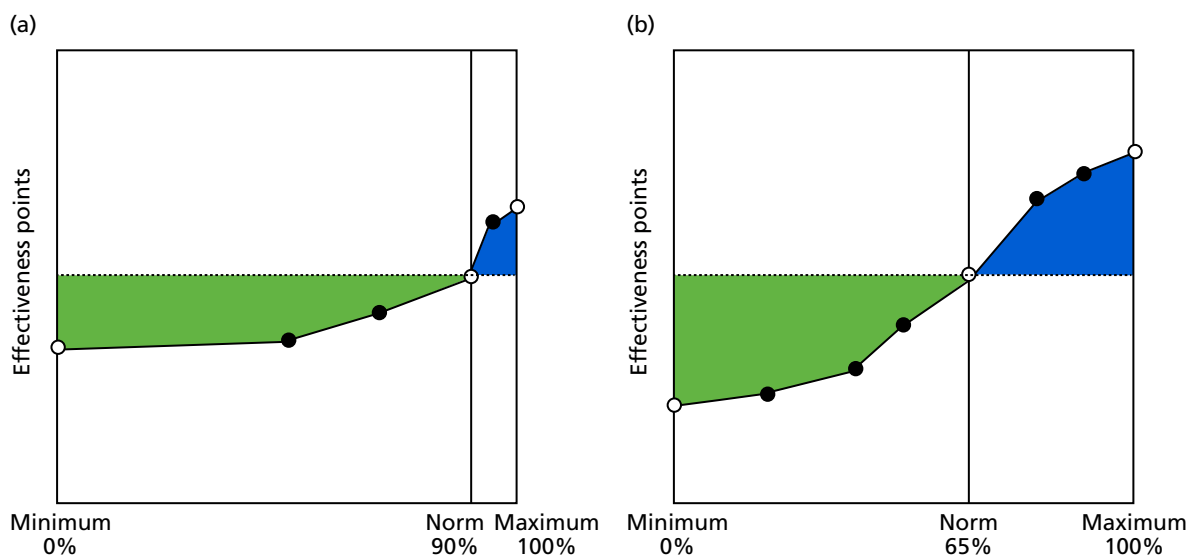 (a)
Effectiveness points
Minimum
0%
Norm
90%
Maximum
100%
(b)
Effectiveness points
Minimum
0%
Norm
65%
Maximum
100%